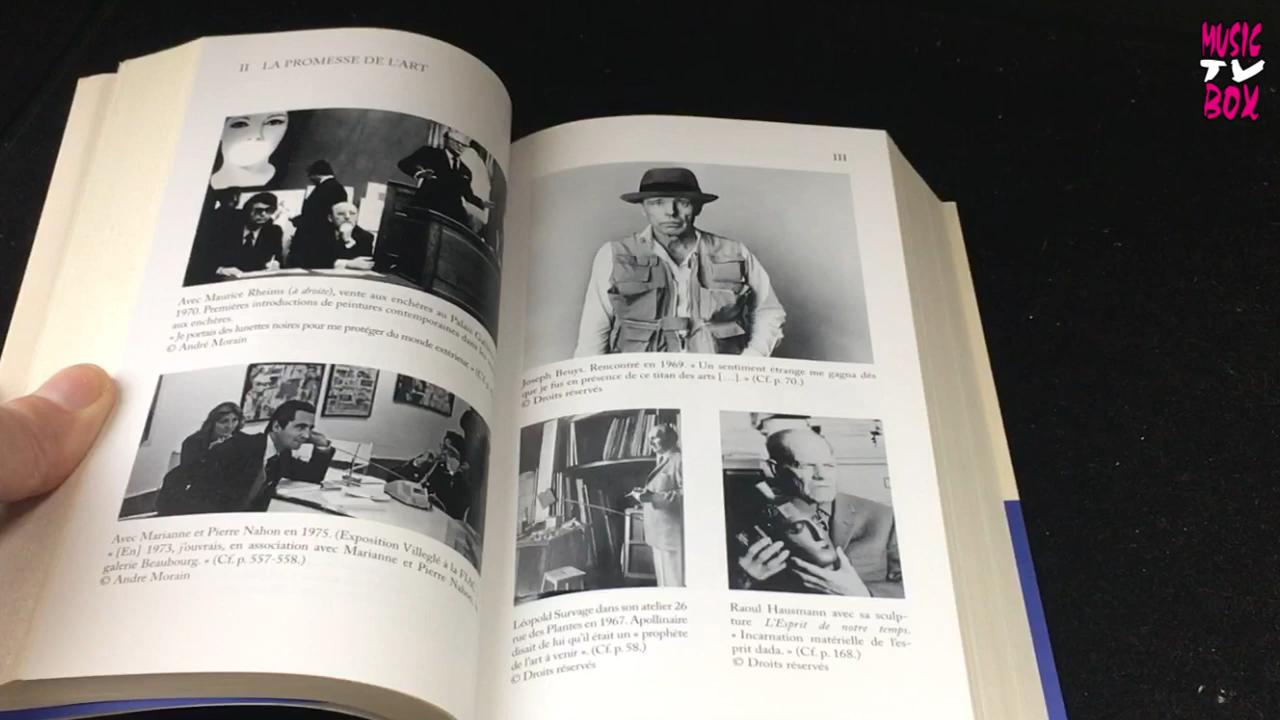 MUSIC
TV
BOX
II LA PROMESSE DE L'ART
Avec Maurice Rheims (à droite), vente aux enchères au Palais
1970. Premières introductions de peintures contemporaines dans les
aux enchères.
« Je portais des lunettes noires pour me protéger du monde extérieur. » (Cf.
© André Morain
Avec Marianne et Pierre Nahon en 1975. (Exposition Villeglé à la FIAC
« [En] 1973, j'ouvrais, en association avec Marianne et Pierre Nahon,
galerie Beaubourg. » (Cf. p. 557-558.)
© André Morain
III
Joseph Beuys. Rencontré en 1969. « Un sentiment étrange me gagna dès
que je fus en présence de ce titan des arts [...]. » (Cf. p. 70.)
© Droits réservés
Léopold Survage dans son atelier 26
rue des Plantes en 1967. Apollinaire
disait de lui qu'il était un « prophète
de l'art à venir ». (Cf. p. 58.)
© Droits réservés
Raoul Hausmann avec sa sculp-
ture L'Esprit de notre temps.
« Incarnation matérielle de l'es-
prit dada. » (Cf. p. 168.)
© Droits réservés